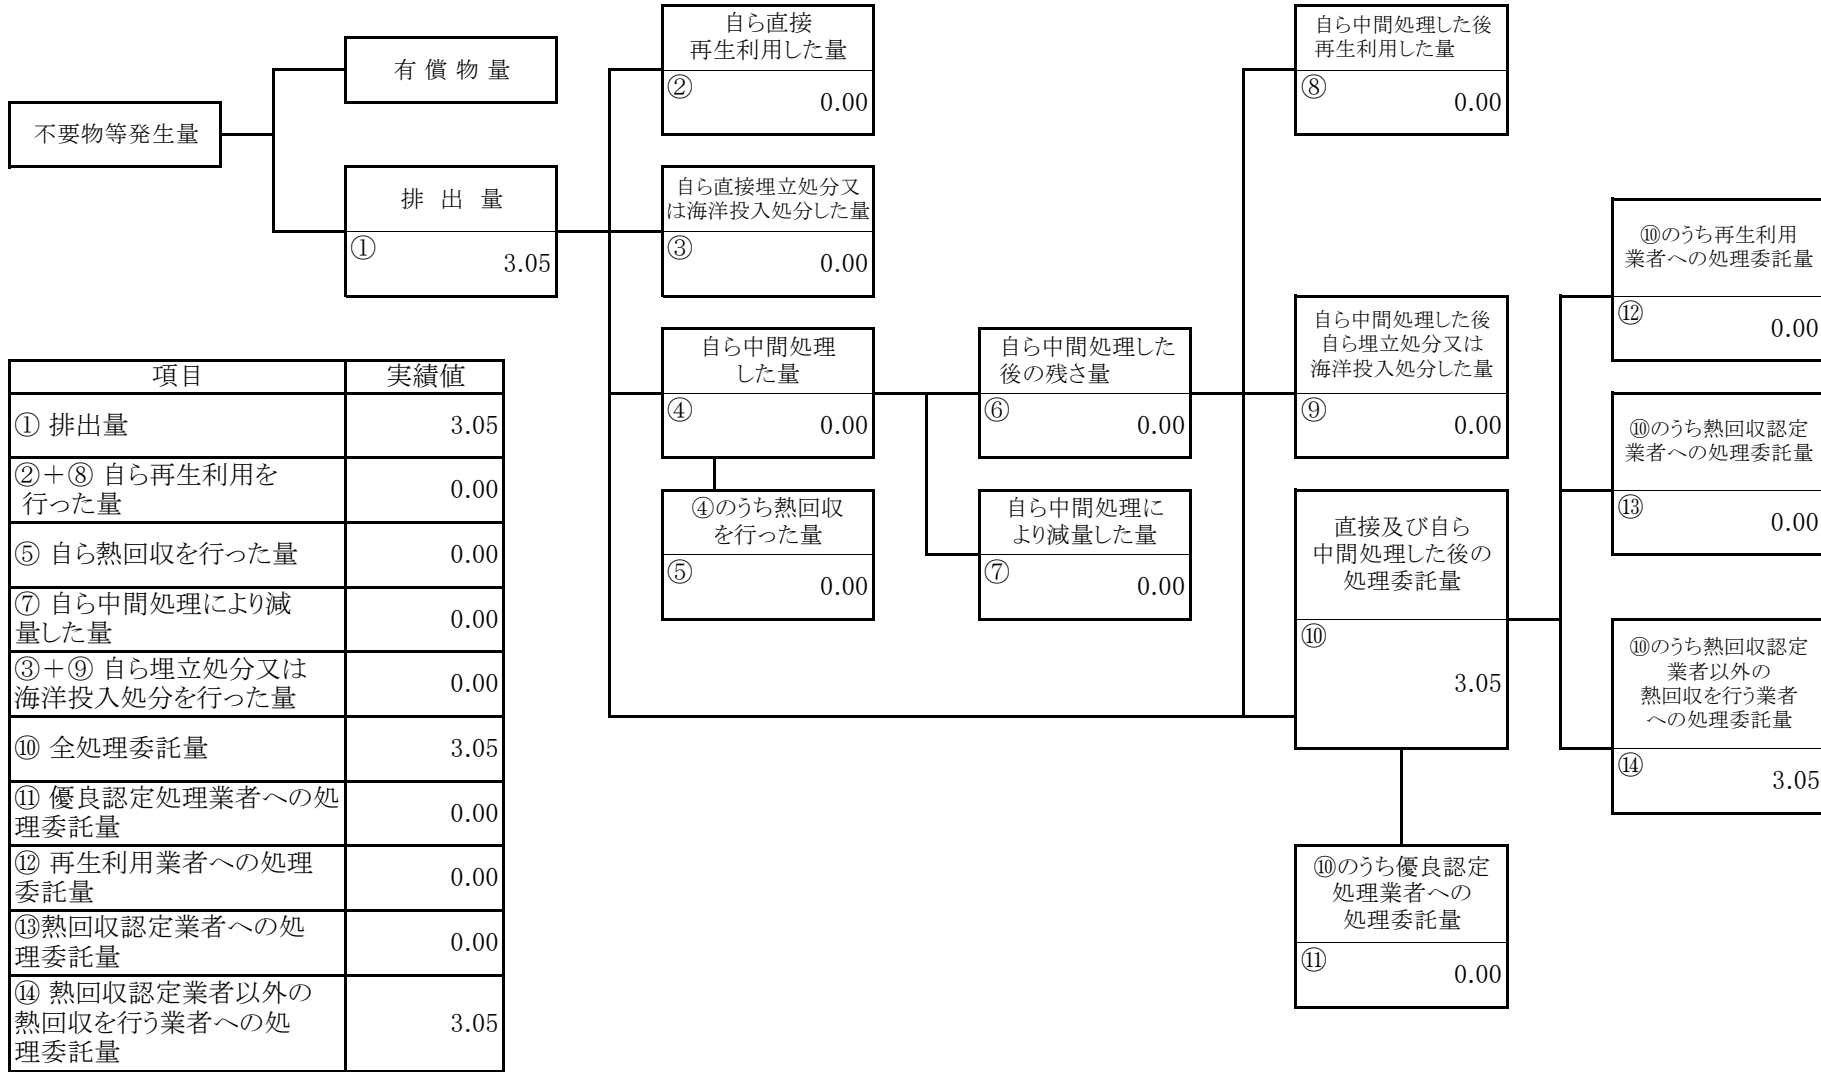 不要物等発生量
有 償 物 量
排 出 量
①
3.05
自ら直接
再生利用した量
②
0.00
自ら直接埋立処分又
は海洋投入処分した量
③
0.00
自ら中間処理
した量
④
0.00
④のうち熱回収
を行った量
⑤
0.00
自ら中間処理した
後の残さ量
⑥
0.00
自ら中間処理に
より減量した量
⑦
0.00
自ら中間処理した後
再生利用した量
⑧
0.00
自ら中間処理した後
自ら埋立処分又は
海洋投入処分した量
⑨
0.00
直接及び自ら
中間処理した後の
処理委託量
⑩
3.05
⑩のうち優良認定
処理業者への
処理委託量
⑪
0.00
⑩のうち再生利用
業者への処理委託量
⑫
0.00
⑩のうち熱回収認定
業者への処理委託量
⑬
0.00
⑩のうち熱回収認定
業者以外の
熱回収を行う業者
への処理委託量
⑭
3.05
項目 実績値
① 排出量 3.05
②＋⑧ 自ら再生利用を
行った量 0.00
⑤ 自ら熱回収を行った量 0.00
⑦ 自ら中間処理により減
量した量 0.00
③＋⑨ 自ら埋立処分又は
海洋投入処分を行った量 0.00
⑩ 全処理委託量 3.05
⑪ 優良認定処理業者への処
理委託量 0.00
⑫ 再生利用業者への処理
委託量 0.00
⑬熱回収認定業者への処
理委託量 0.00
⑭ 熱回収認定業者以外の
熱回収を行う業者への処
理委託量 3.05